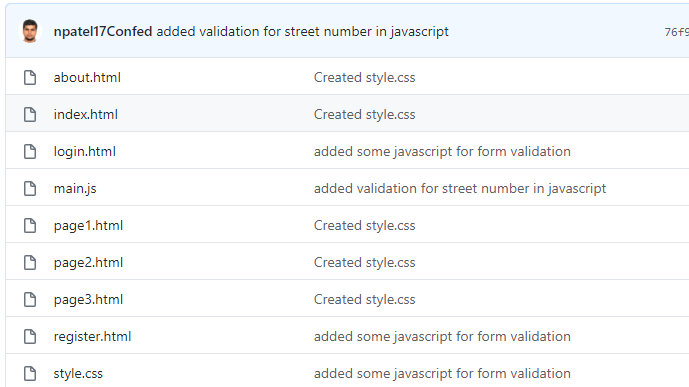 npatel17Confed added validation for street number in javascript 76f9
about.html Created style.css
index.html Created style.css
login.html added some javascript for form validation
main.js added validation for street number in javascript
page1.html Created style.css
page2.html Created style.css
page3.html Created style.css
register.html added some javascript for form validation
style.css added some javascript for form validation